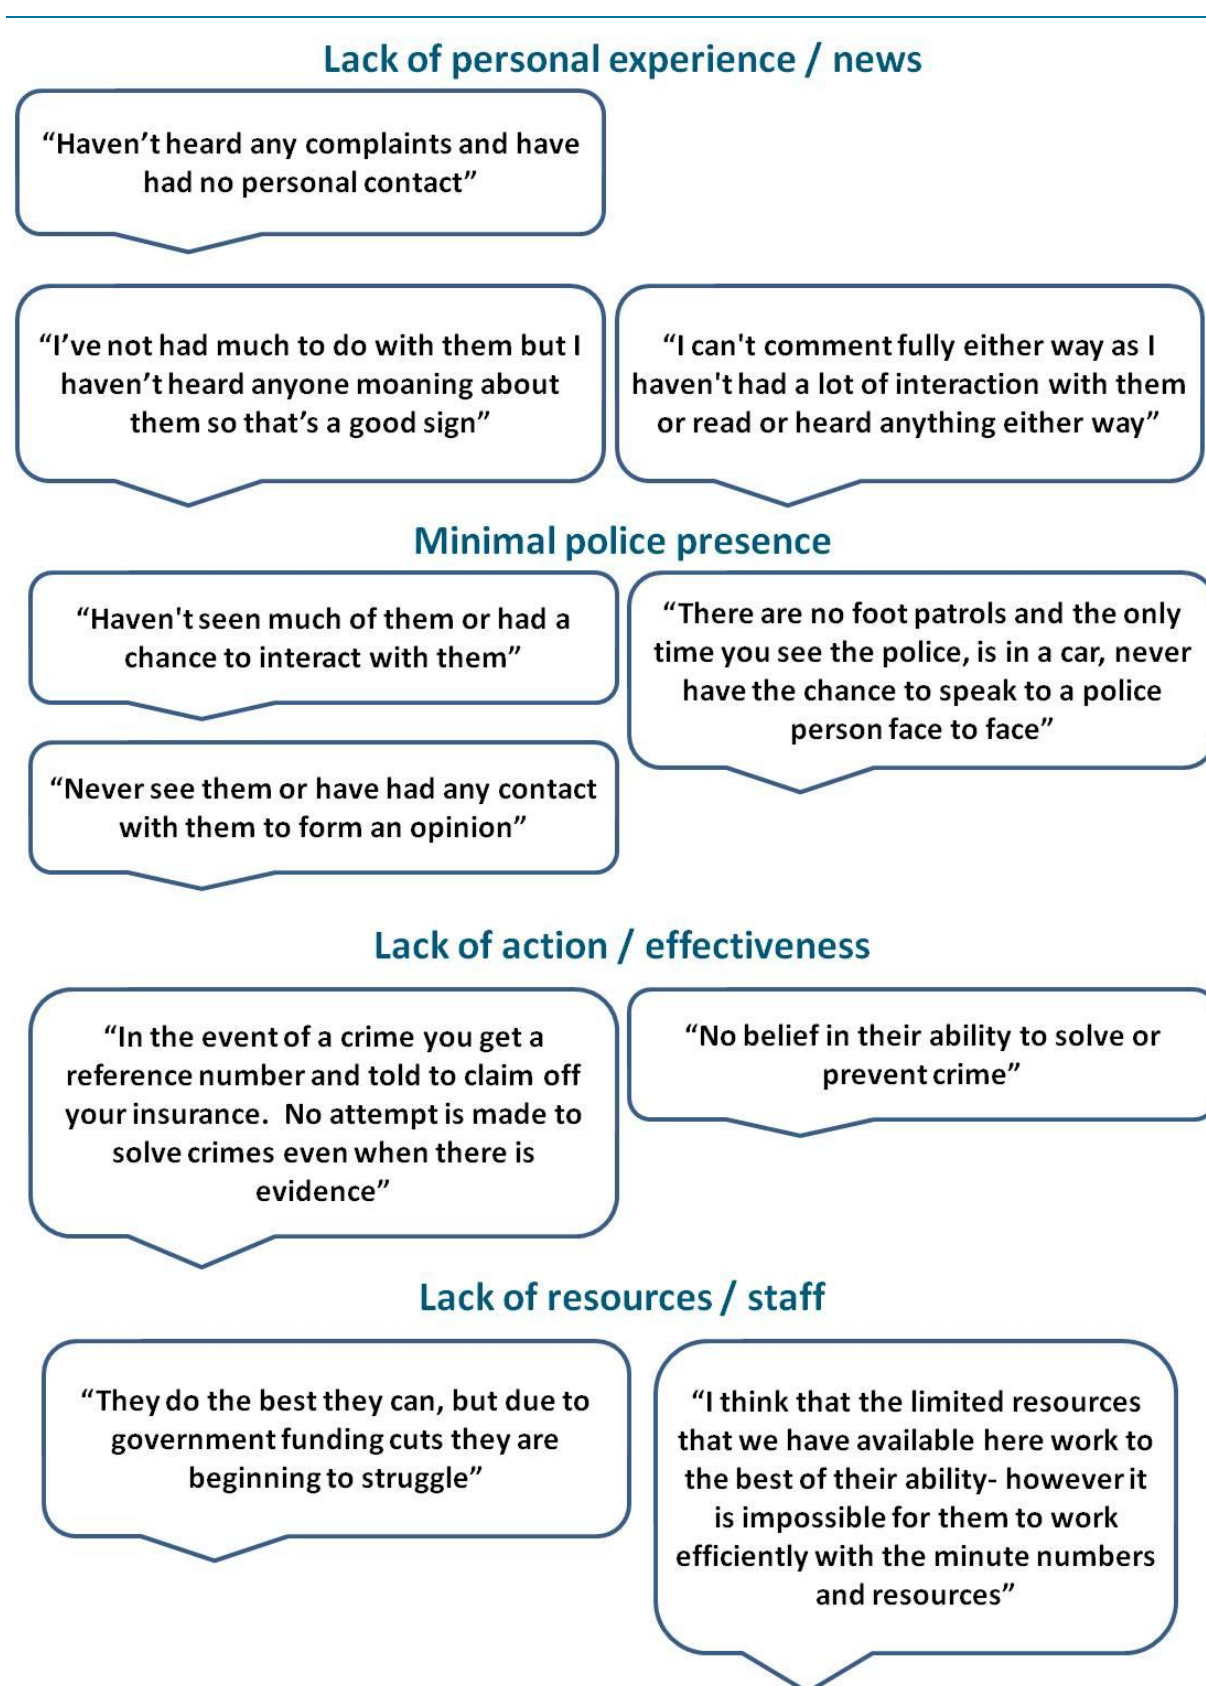 Lack of personal experience / news
“Haven’t heard any complaints and have
had no personal contact”
“I’ve not had much to do with them but I
haven’t heard anyone moaning about
them so that’s a good sign”
“I can't comment fully either way as I
haven't had a lot of interaction with them
or read or heard anything either way”
Minimal police presence
“Haven't seen much of them or had a
chance to interact with them”
“There are no foot patrols and the only
time you see the police, is in a car, never
have the chance to speak to a police
person face to face”
“Never see them or have had any contact
with them to form an opinion”
Lack of action / effectiveness
“In the event of a crime you get a
reference number and told to claim off
your insurance.  No attempt is made to
solve crimes even when there is
evidence”
“No belief in their ability to solve or
prevent crime”
Lack of resources / staff
“They do the best they can, but due to
government funding cuts they are
beginning to struggle”
“I think that the limited resources
that we have available here work to
the best of their ability- however it
is impossible for them to work
efficiently with the minute numbers
and resources”